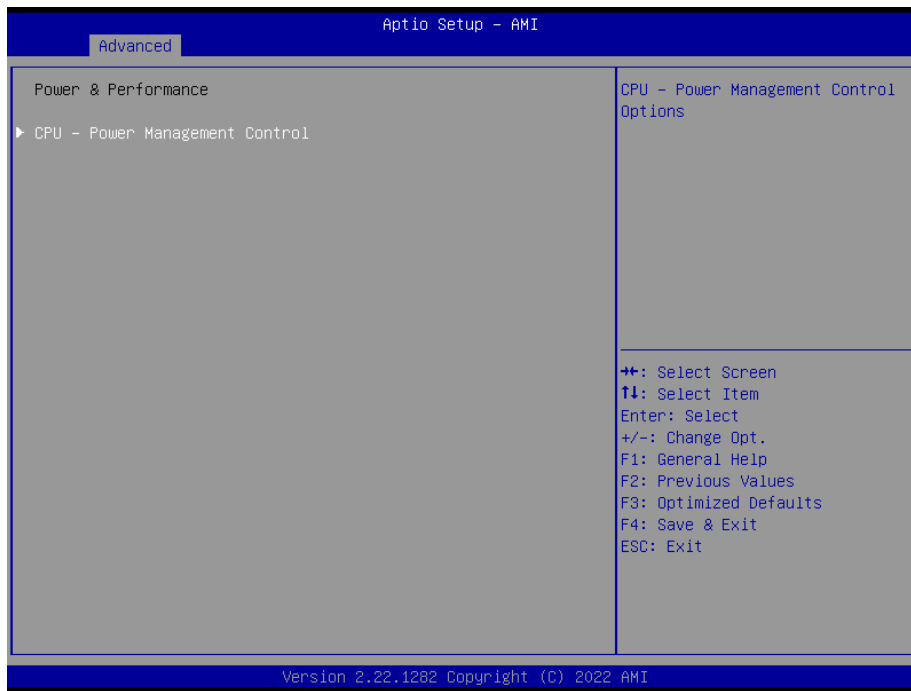 Aptio Setup – AMI
Advanced
Power & Performance
▶ CPU – Power Management Control
CPU – Power Management Control
Options
→←: Select Screen
↑↓: Select Item
Enter: Select
+/-: Change Opt.
F1: General Help
F2: Previous Values
F3: Optimized Defaults
F4: Save & Exit
ESC: Exit
Version 2.22.1282 Copyright (C) 2022 AMI